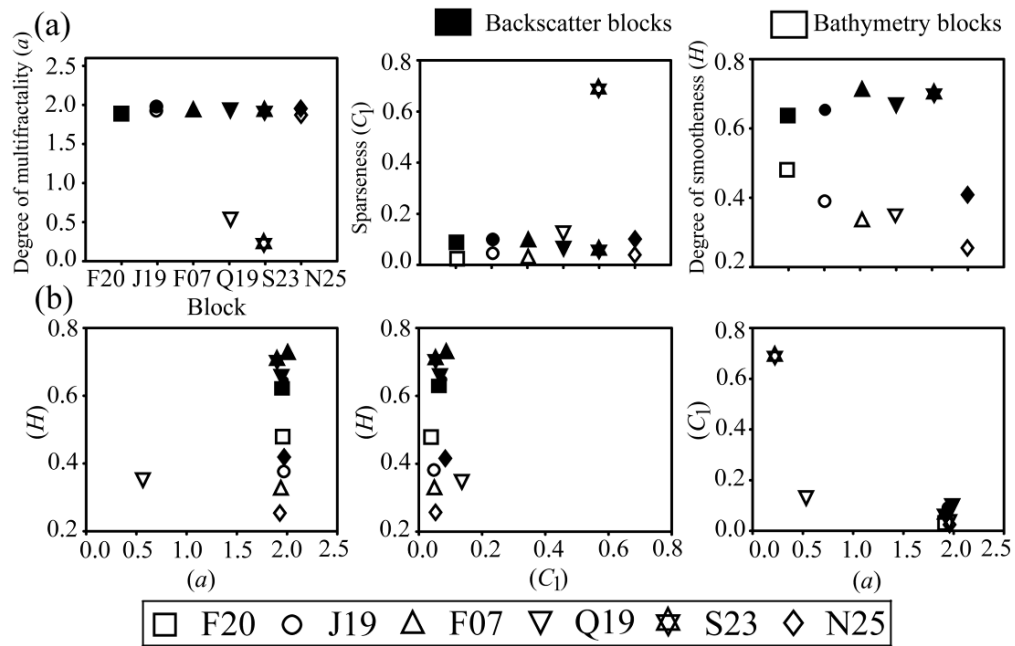 (a)
Backscatter blocks
Bathymetry blocks
Degree of multifractality (a)
2.5
2.0
1.5
1.0
0.5
0.0
F20 J19 F07 Q19 S23 N25
Block
Sparseness (C1)
0.8
0.6
0.4
0.2
0.0
Degree of smootheness (H)
0.8
0.6
0.4
0.2
(b)
(H)
0.8
0.6
0.4
0.2
0.0 0.5 1.0 1.5 2.0 2.5
(a)
(H)
0.8
0.6
0.4
0.2
0.0 0.2 0.4 0.6 0.8
(C1)
(C1)
0.8
0.6
0.4
0.2
0.0
0.0 0.5 1.0 1.5 2.0 2.5
(a)
F20 J19 F07 Q19 S23 N25